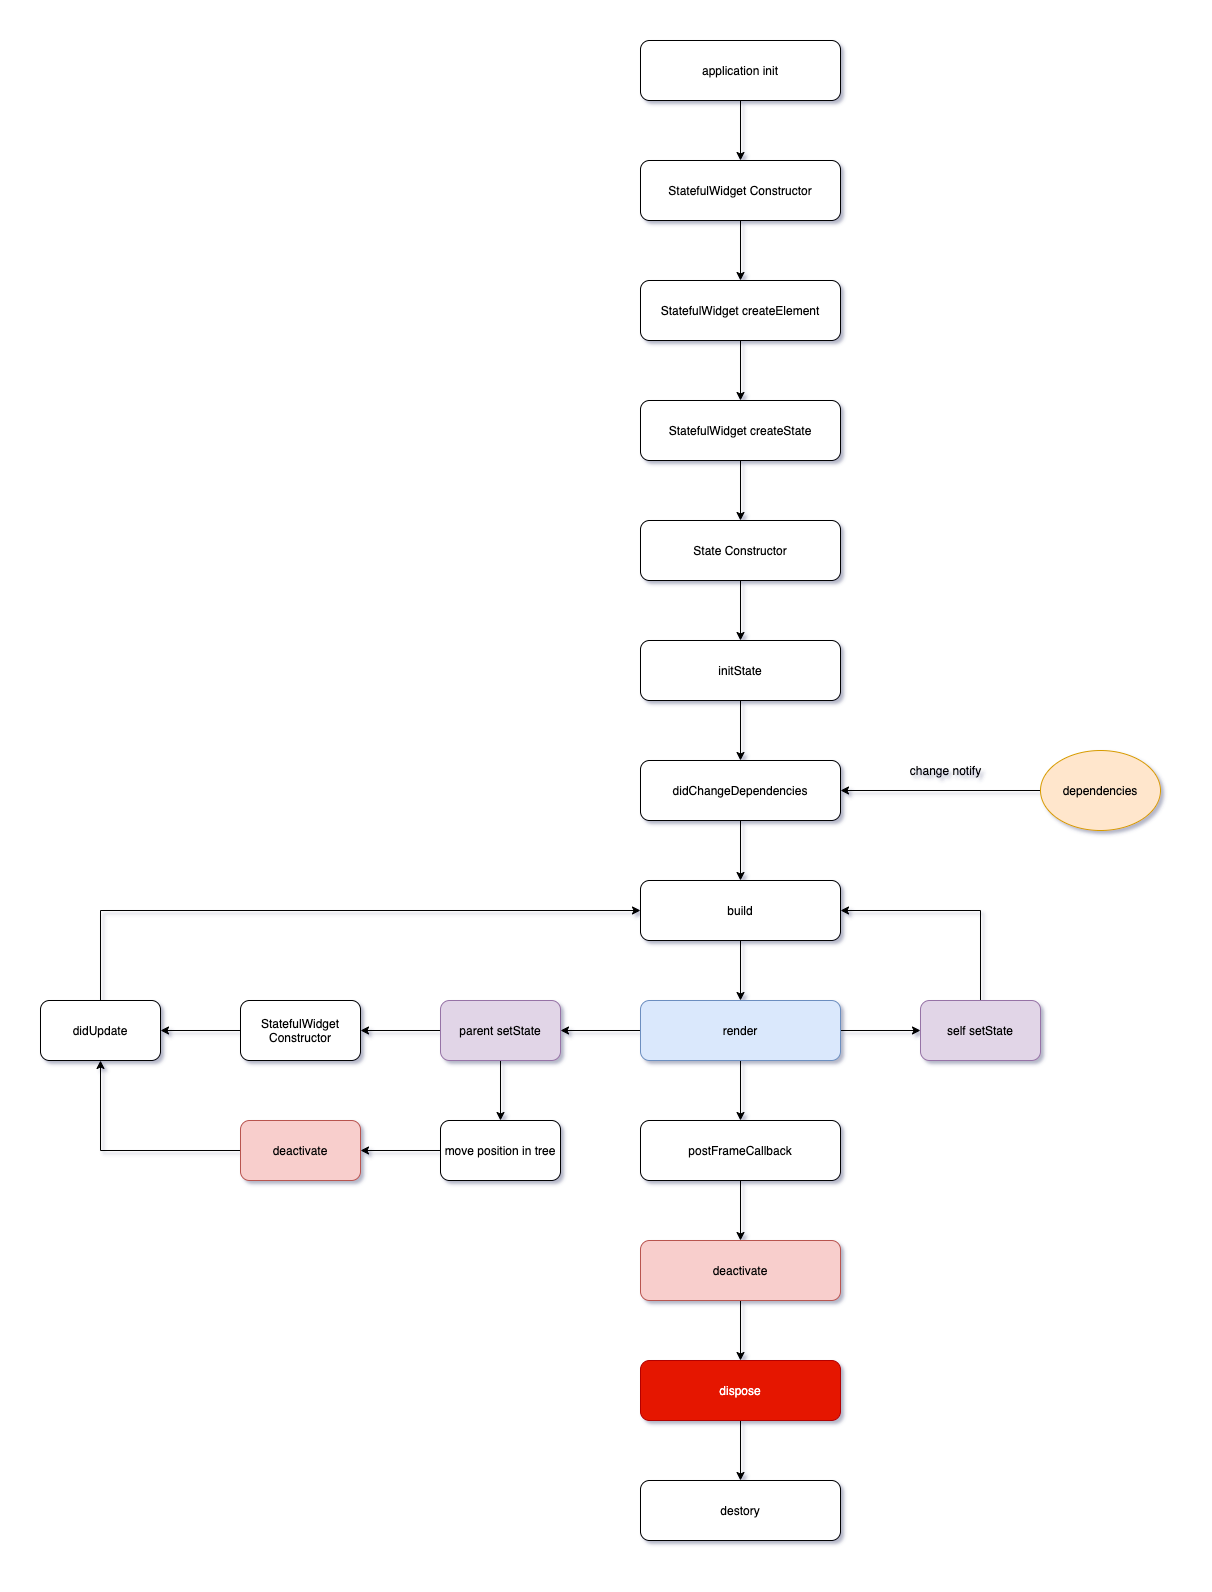 application init
StatefulWidget Constructor
StatefulWidget createElement
StatefulWidget createState
State Constructor
initState
change notify
didChangeDependencies
dependencies
build
didUpdate
StatefulWidget
Constructor
parent setState
render
self setState
deactivate
move position in tree
postFrameCallback
deactivate
dispose
destory